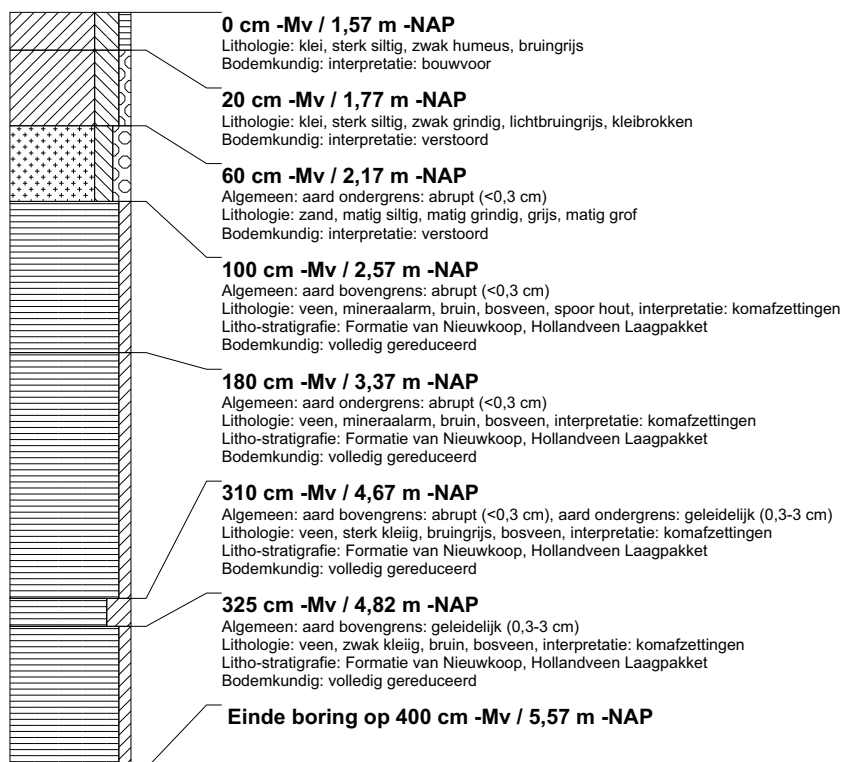 0 cm -Mv / 1,57 m -NAP
Lithologie: klei, sterk siltig, zwak humeus, bruingrijs
Bodemkundig: interpretatie: bouwvoor
20 cm -Mv / 1,77 m -NAP
Lithologie: klei, sterk siltig, zwak grindig, lichtbruingrijs, kleibrokken
Bodemkundig: interpretatie: verstoord
60 cm -Mv / 2,17 m -NAP
Algemeen: aard ondergrens: abrupt (<0,3 cm)
Lithologie: zand, matig siltig, matig grindig, grijs, matig grof
Bodemkundig: interpretatie: verstoord
100 cm -Mv / 2,57 m -NAP
Algemeen: aard bovengrens: abrupt (<0,3 cm)
Lithologie: veen, mineraalarm, bruin, bosveen, spoor hout, interpretatie: komafzettingen
Litho-stratigrafie: Formatie van Nieuwkoop, Hollandveen Laagpakket
Bodemkundig: volledig gereduceerd
180 cm -Mv / 3,37 m -NAP
Algemeen: aard ondergrens: abrupt (<0,3 cm)
Lithologie: veen, mineraalarm, bruin, bosveen, interpretatie: komafzettingen
Litho-stratigrafie: Formatie van Nieuwkoop, Hollandveen Laagpakket
Bodemkundig: volledig gereduceerd
310 cm -Mv / 4,67 m -NAP
Algemeen: aard bovengrens: abrupt (<0,3 cm), aard ondergrens: geleidelijk (0,3-3 cm)
Lithologie: veen, sterk kleiig, bruingrijs, bosveen, interpretatie: komafzettingen
Litho-stratigrafie: Formatie van Nieuwkoop, Hollandveen Laagpakket
Bodemkundig: volledig gereduceerd
325 cm -Mv / 4,82 m -NAP
Algemeen: aard bovengrens: geleidelijk (0,3-3 cm)
Lithologie: veen, zwak kleiig, bruin, bosveen, interpretatie: komafzettingen
Litho-stratigrafie: Formatie van Nieuwkoop, Hollandveen Laagpakket
Bodemkundig: volledig gereduceerd
Einde boring op 400 cm -Mv / 5,57 m -NAP